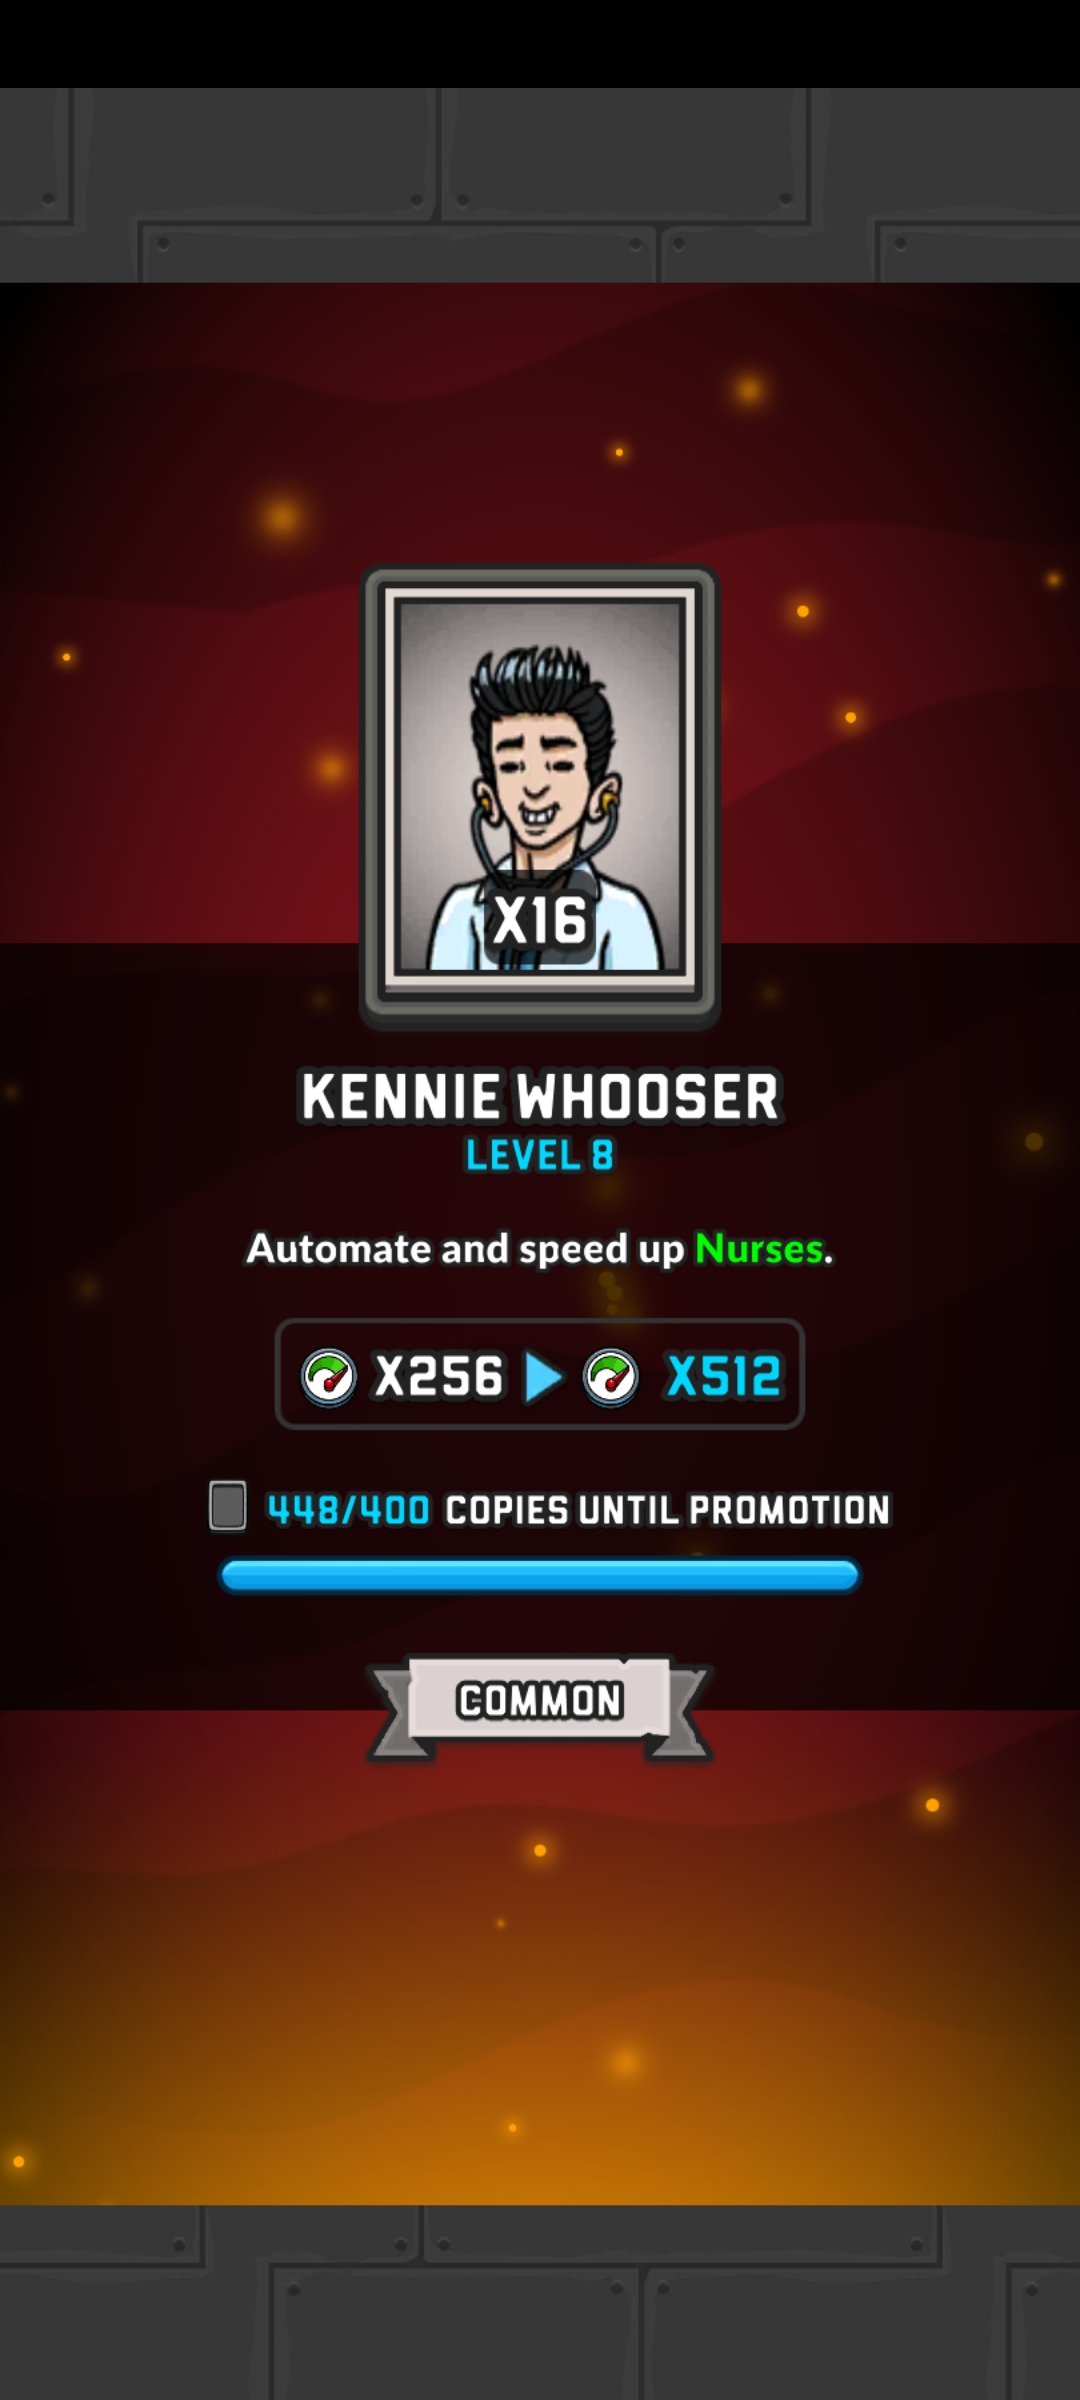 X16
KENNIE WHOOSER
LEVEL 8
Automate and speed up Nurses.
X256 X512
448/400 COPIES UNTIL PROMOTION
COMMON